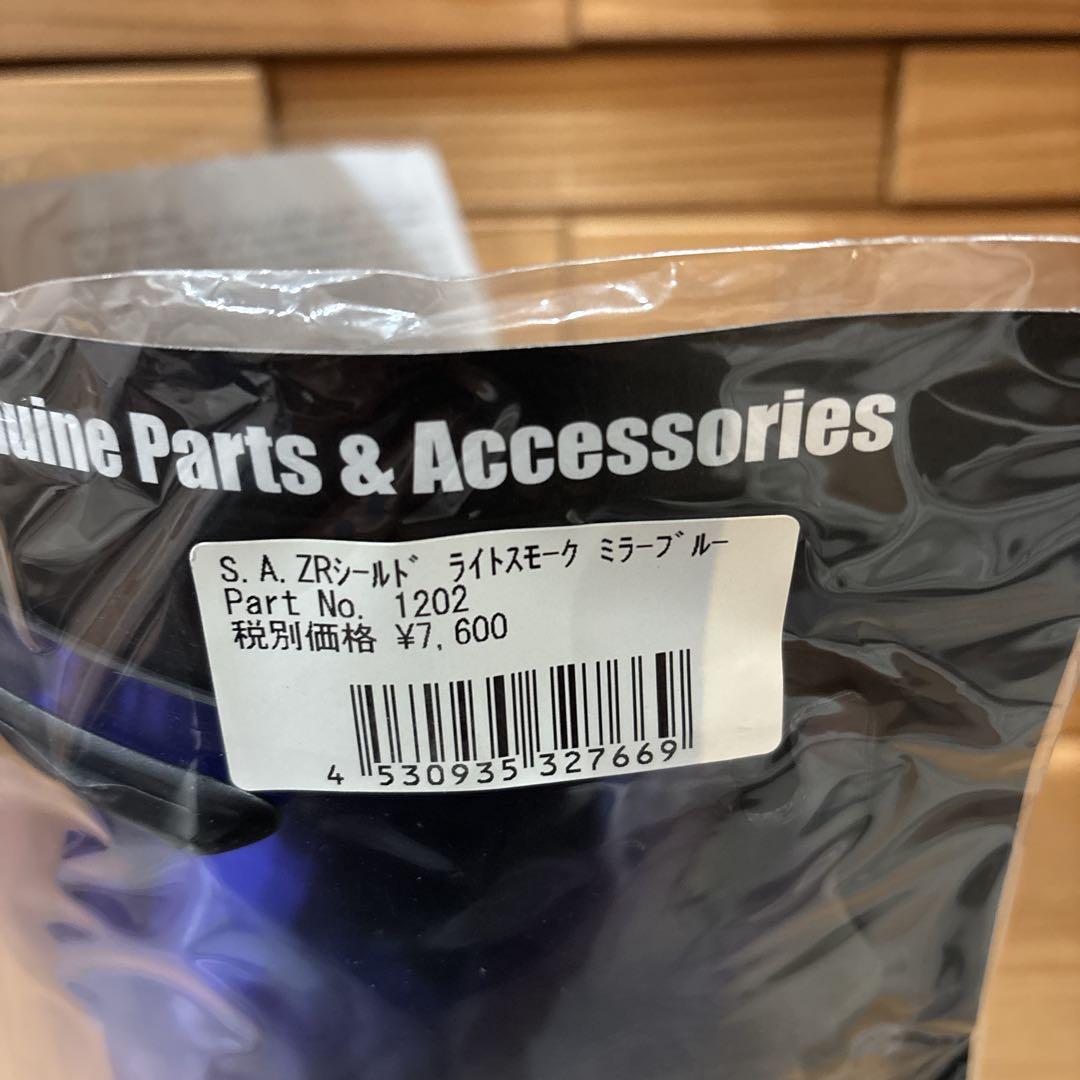 uine Parts & Accessories
S.A.ZRｼｰﾙﾄﾞ ﾗｲﾄｽﾓｰｸ ﾐﾗｰﾌﾞﾙｰ
Part No. 1202
税別価格 ¥7,600
4 530935 327669